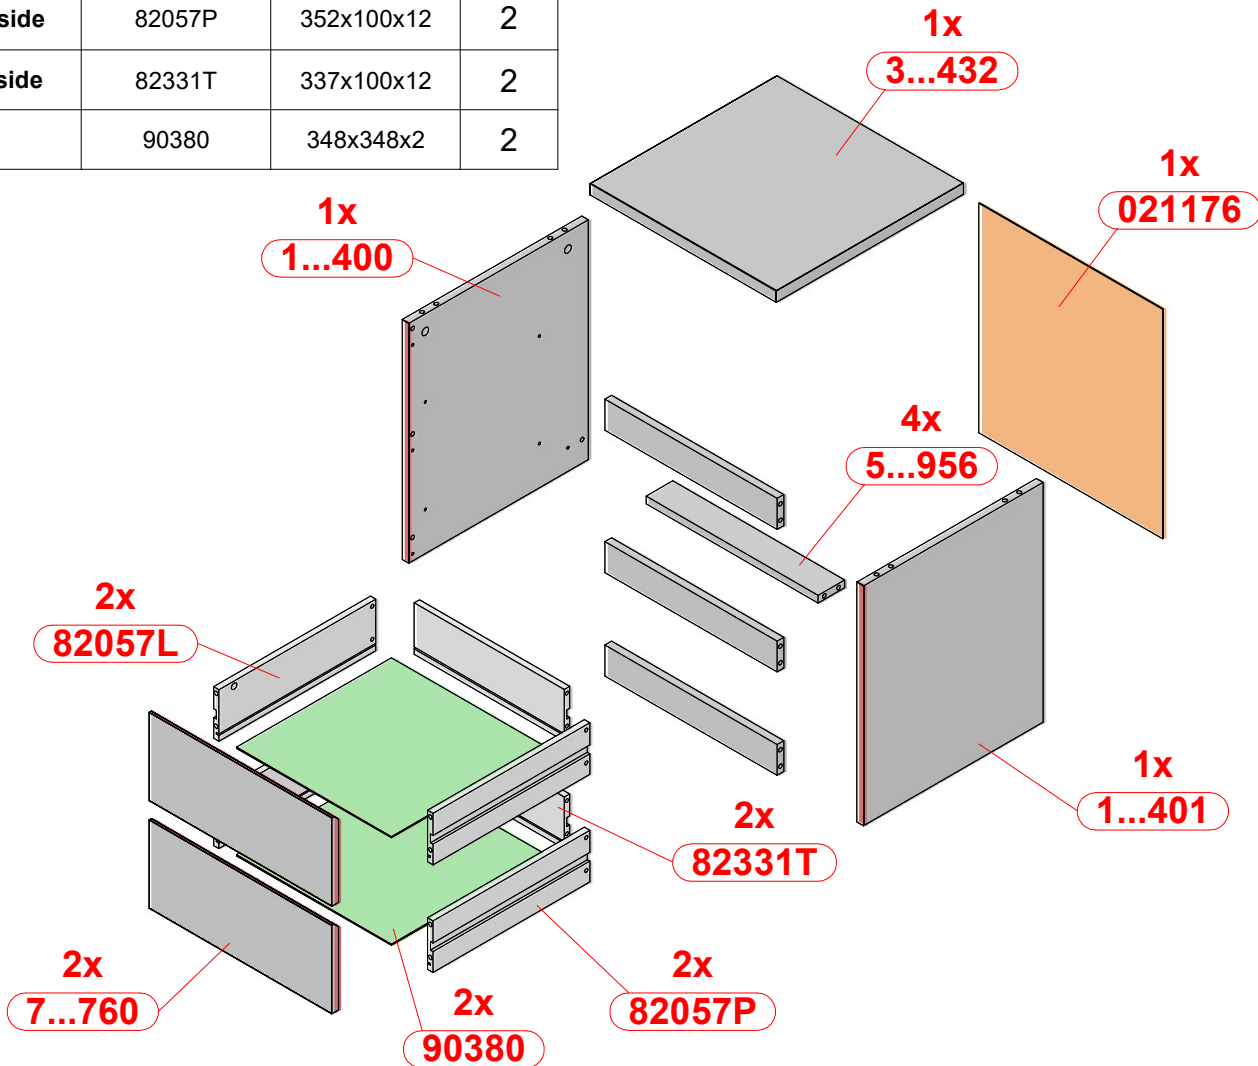 side 82057P 352x100x12 2
side 82331T 337x100x12 2
90380 348x348x2 2
1x
3...432
1x
021176
1x
1...400
4x
5...956
2x
82057L
1x
1...401
2x
82331T
2x
7...760
2x
90380
2x
82057P